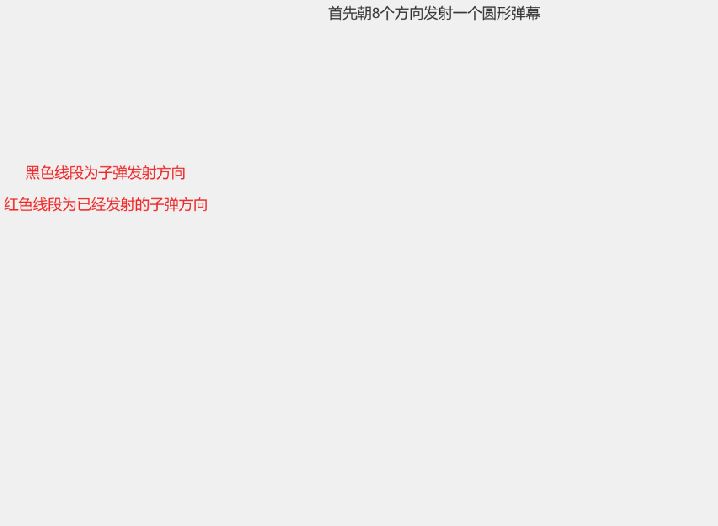 首先朝8个方向发射一个圆形弹幕
黑色线段为子弹发射方向
红色线段为已经发射的子弹方向